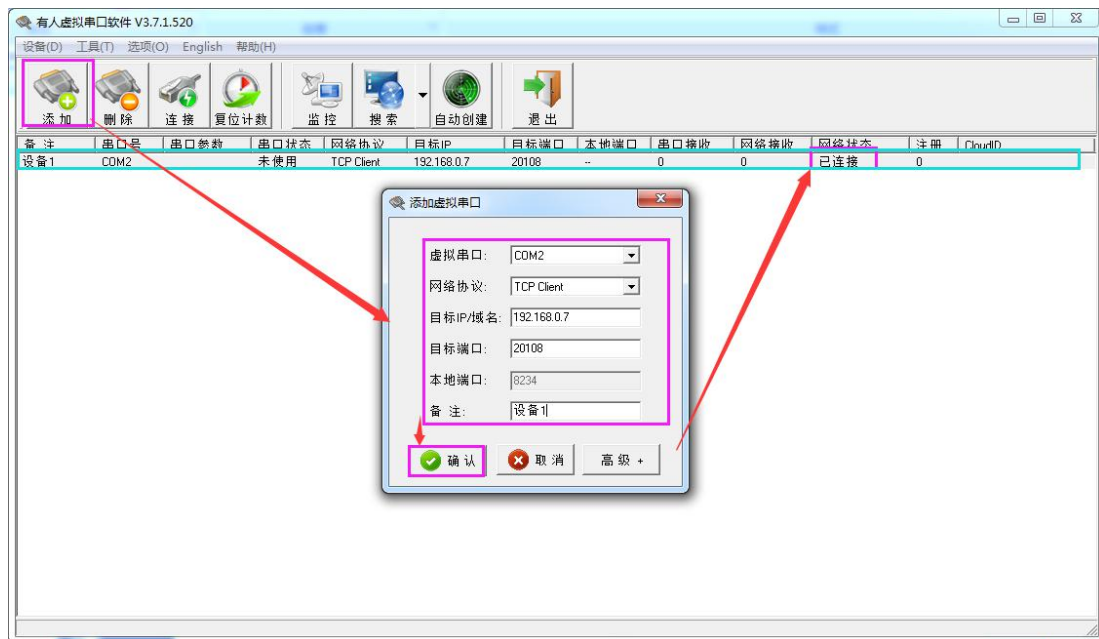 有人虚拟串口软件 V3.7.1.520
设备(D) 工具(T) 选项(O) English 帮助(H)
添加 删除 连接 复位计数 监控 搜索 自动创建 退出
备注 串口号 串口参数 串口状态 网络协议 目标IP 目标端口 本地端口 串口接收 网络接收 网络状态 注册 CloudID
设备1 COM2 未使用 TCP Client 192.168.0.7 20108 -- 0 0 已连接 0
添加虚拟串口
虚拟串口: COM2
网络协议: TCP Client
目标IP/域名: 192.168.0.7
目标端口: 20108
本地端口: 8234
备 注: 设备1
确认 取消 高级 +